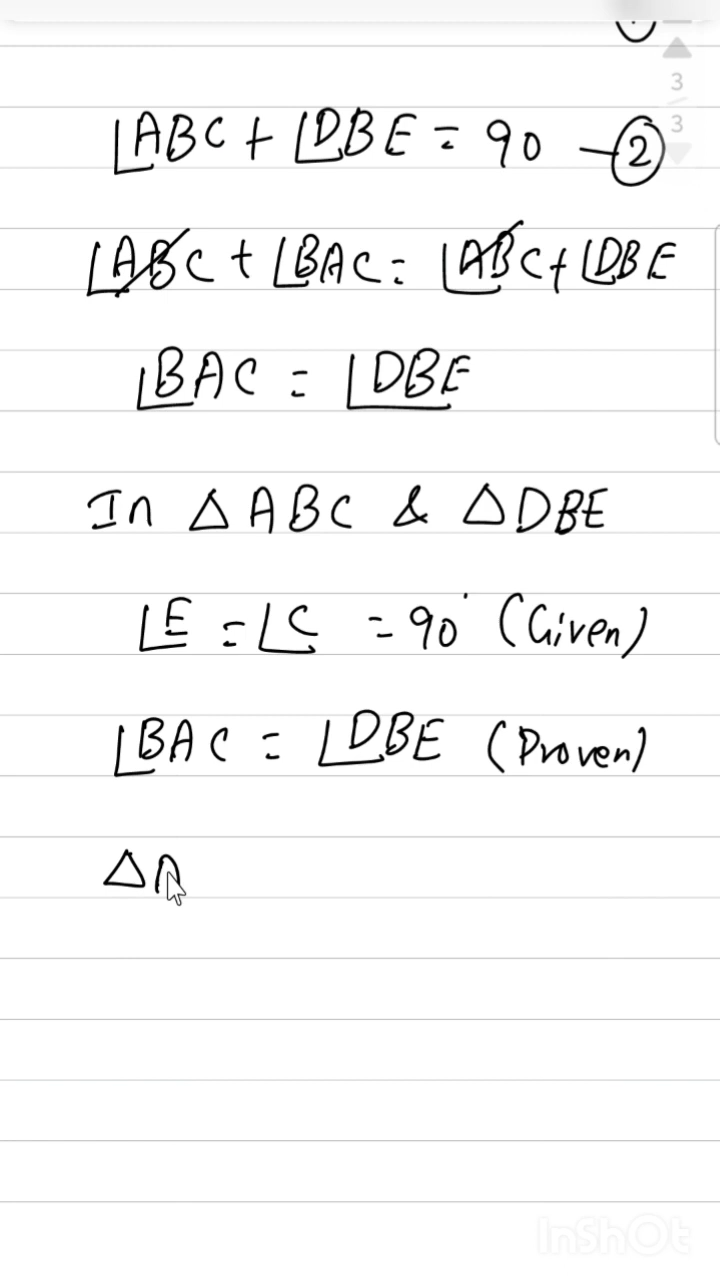 3
3
∠ABC + ∠DBE = 90 —②
∠ABC + ∠BAC = ∠ABC + ∠DBE
∠BAC = ∠DBE
In △ABC & △DBE
∠E = ∠C = 90° (Given)
∠BAC = ∠DBE (Proven)
△A
InShOt